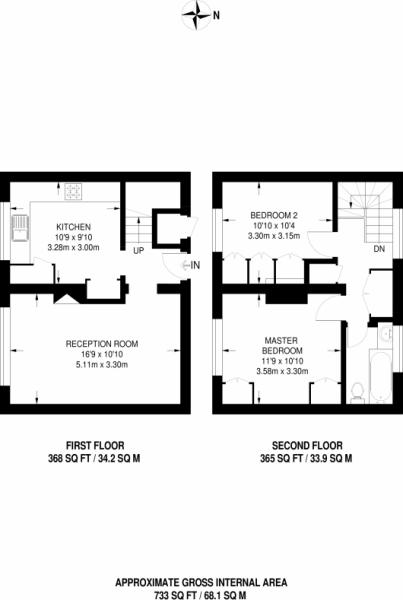 N
KITCHEN
10'9 x 9'10
3.28m x 3.00m
UP
IN
RECEPTION ROOM
16'9 x 10'10
5.11m x 3.30m
BEDROOM 2
10'10 x 10'4
3.30m x 3.15m
DN
MASTER
BEDROOM
11'9 x 10'10
3.58m x 3.30m
FIRST FLOOR
368 SQ FT / 34.2 SQ M
SECOND FLOOR
365 SQ FT / 33.9 SQ M
APPROXIMATE GROSS INTERNAL AREA
733 SQ FT / 68.1 SQ M